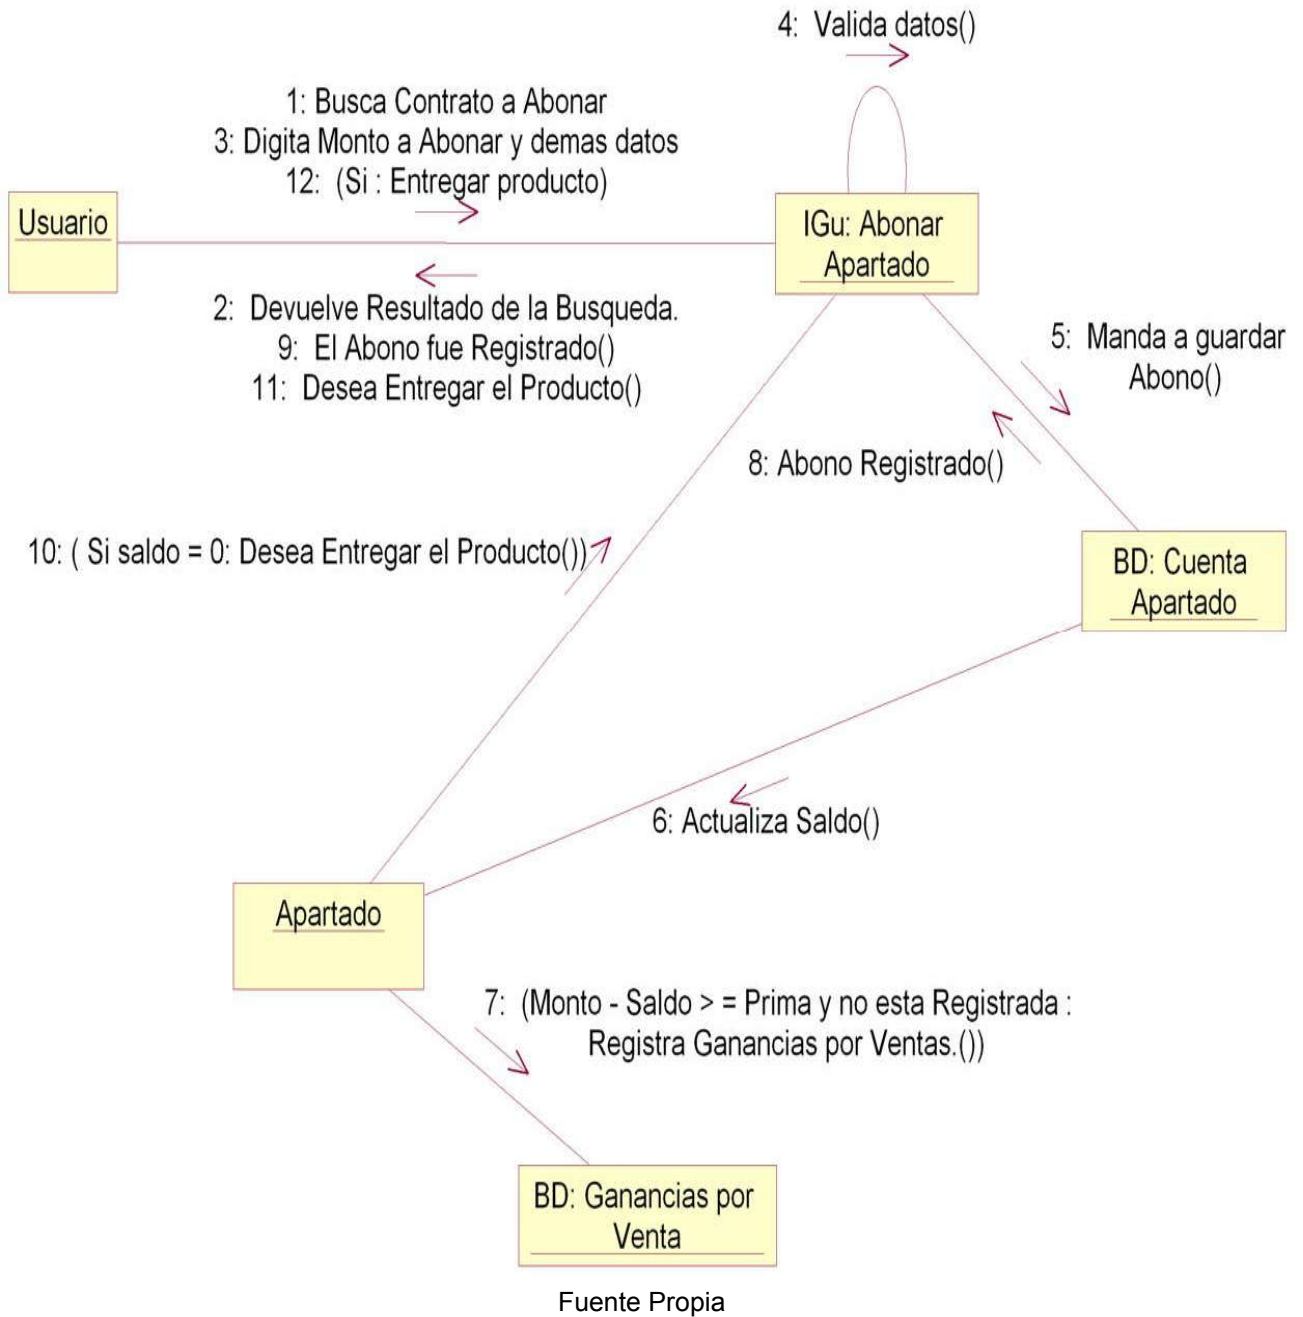 4: Valida datos()
1: Busca Contrato a Abonar
3: Digita Monto a Abonar y demas datos
12: (Si : Entregar producto)
Usuario
IGu: Abonar
Apartado
2: Devuelve Resultado de la Busqueda.
9: El Abono fue Registrado()
11: Desea Entregar el Producto()
5: Manda a guardar
Abono()
8: Abono Registrado()
10: ( Si saldo = 0: Desea Entregar el Producto())
BD: Cuenta
Apartado
6: Actualiza Saldo()
Apartado
7: (Monto - Saldo > = Prima y no esta Registrada :
Registra Ganancias por Ventas.())
BD: Ganancias por
Venta
Fuente Propia